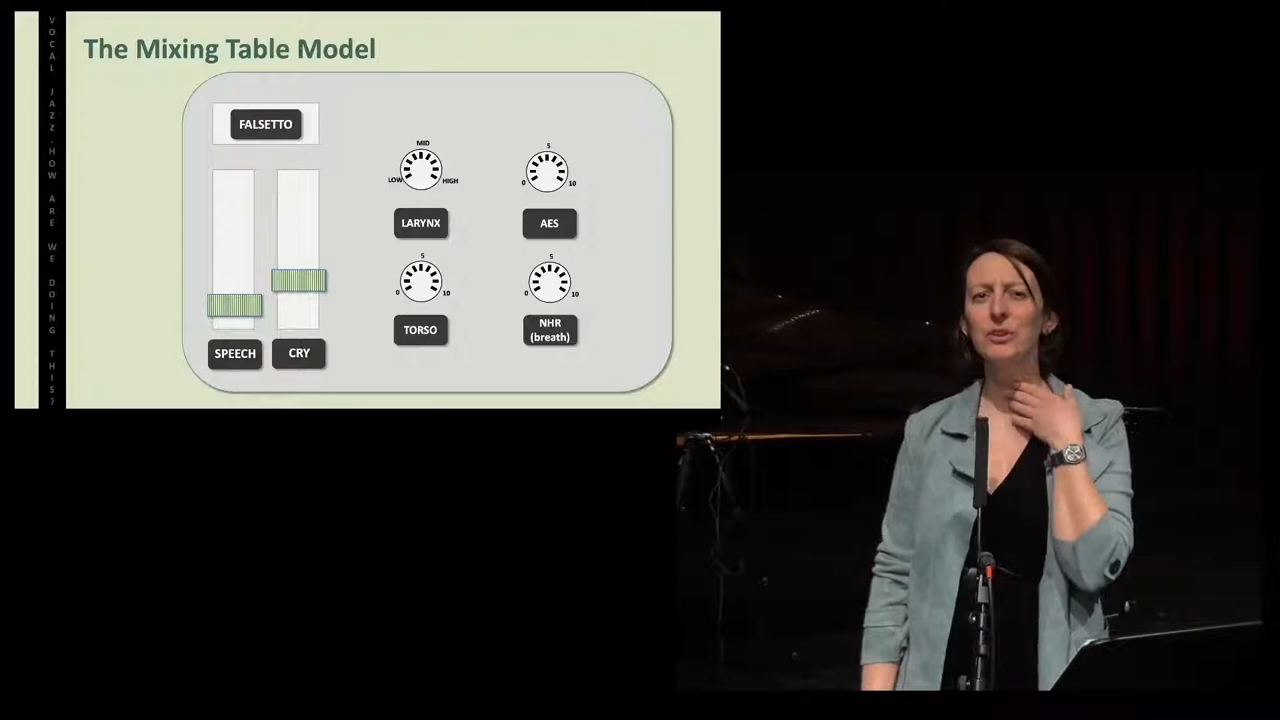 VOCAL JAZZ. HOW ARE WE DOING THIS?
The Mixing Table Model
FALSETTO
MID
LOW
HIGH
5
0
10
LARYNX
AES
5
0
10
5
0
10
SPEECH
CRY
TORSO
NHR
(breath)